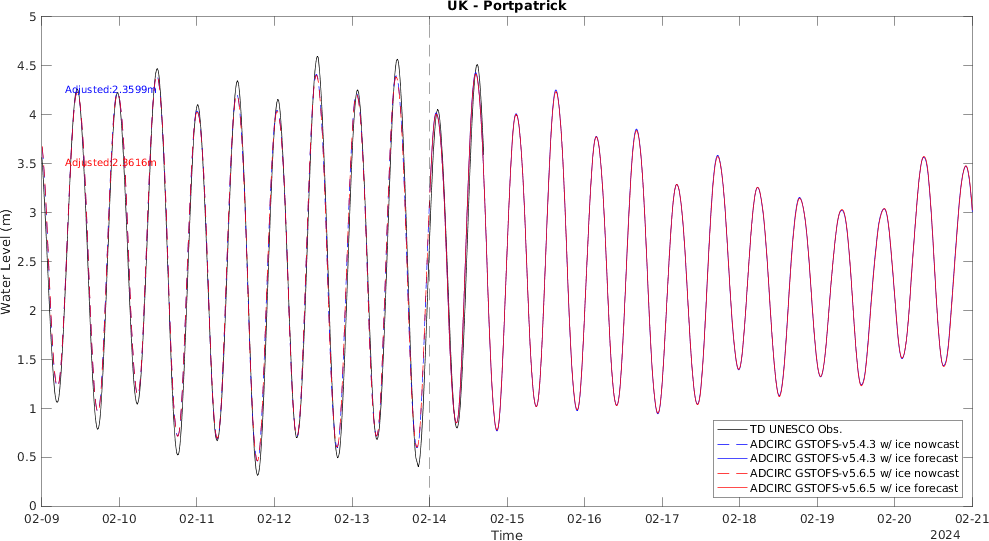 UK - Portpatrick
5
4.5
4
3.5
3
2.5
2
1.5
1
0.5
0
Water Level (m)
Adjusted:2.3599m
Adjusted:2.3616m
TD UNESCO Obs.
ADCIRC GSTOFS-v5.4.3 w/ ice nowcast
ADCIRC GSTOFS-v5.4.3 w/ ice forecast
ADCIRC GSTOFS-v5.6.5 w/ ice nowcast
ADCIRC GSTOFS-v5.6.5 w/ ice forecast
02-09 02-10 02-11 02-12 02-13 02-14 02-15 02-16 02-17 02-18 02-19 02-20 02-21
Time
2024